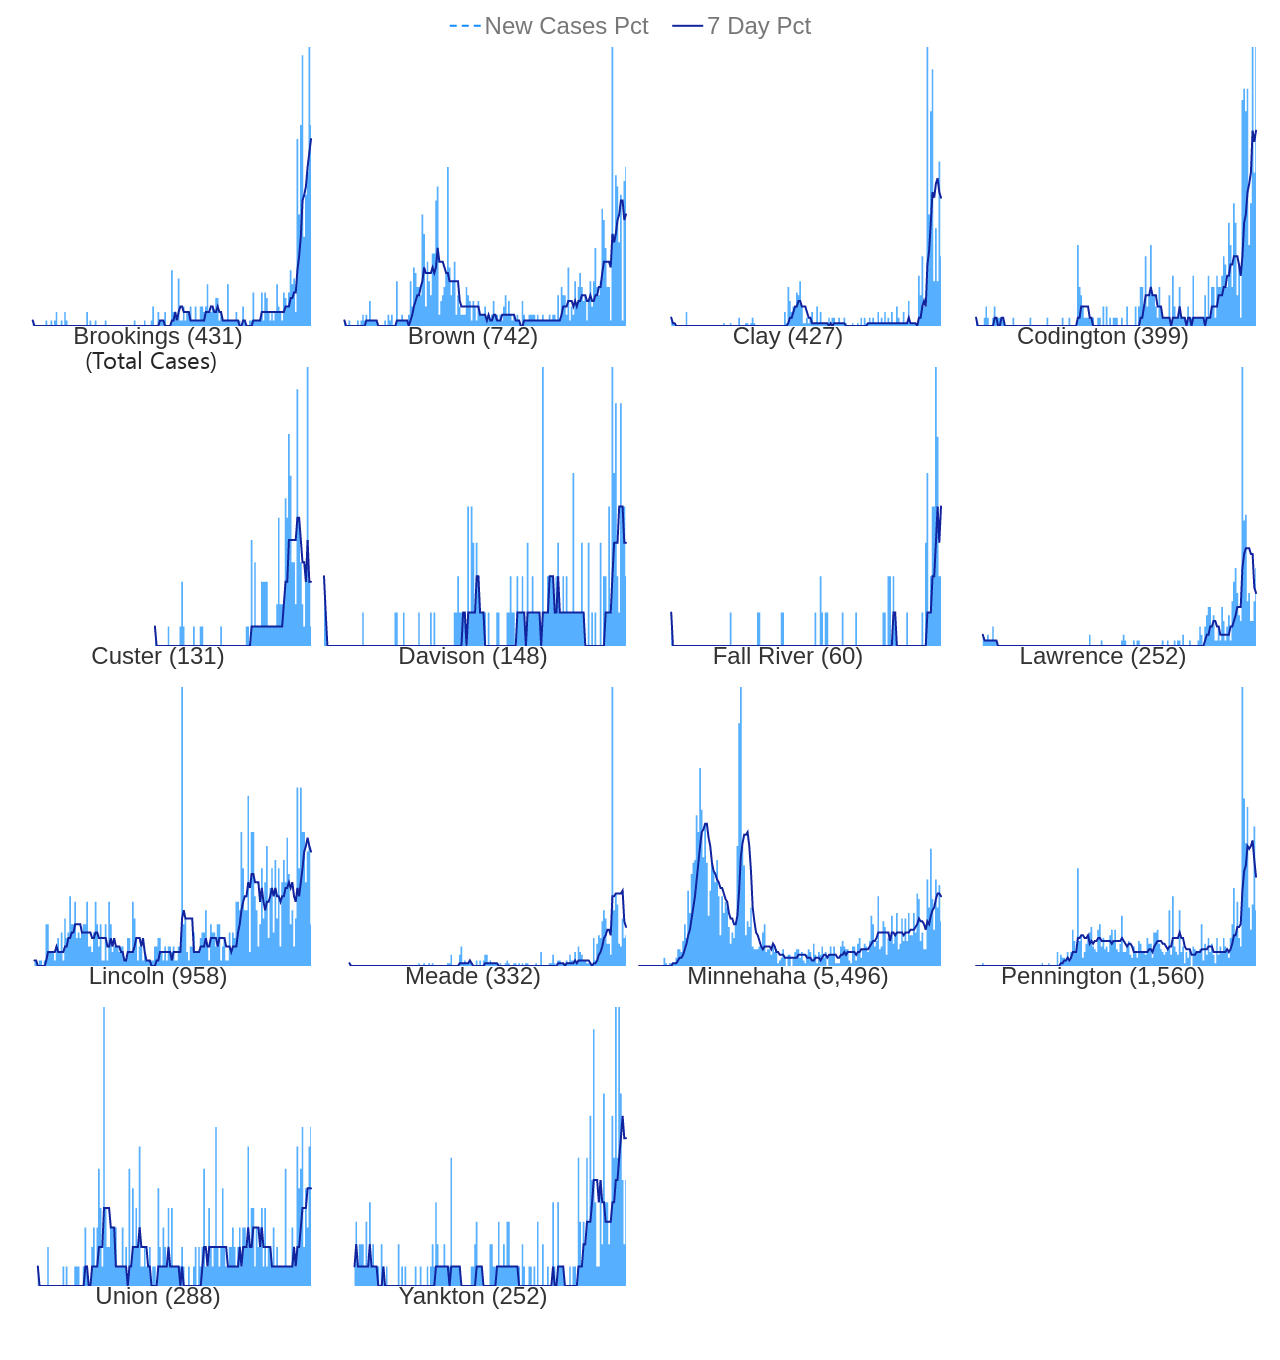 New Cases Pct 7 Day Pct
Brookings (431) Brown (742) Clay (427) Codington (399)
(Total Cases)
Custer (131) Davison (148) Fall River (60) Lawrence (252)
Lincoln (958) Meade (332) Minnehaha (5,496) Pennington (1,560)
Union (288) Yankton (252)